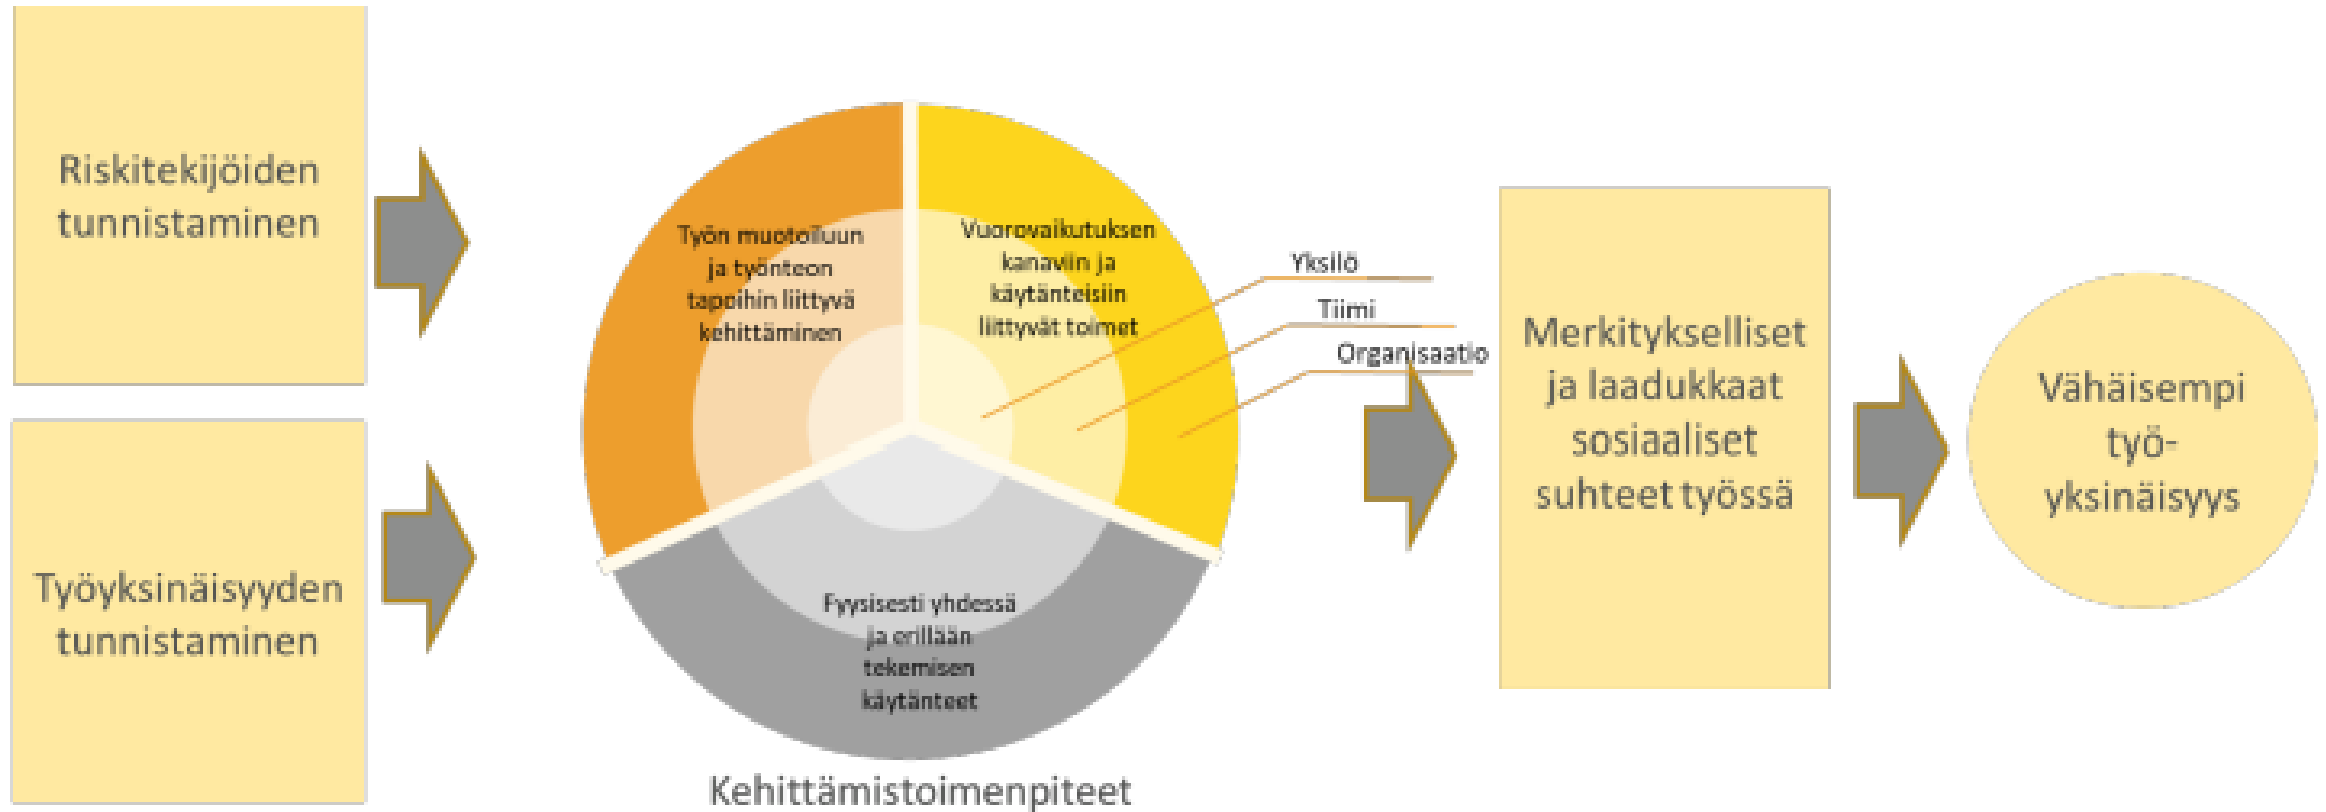 Riskitekijöiden
tunnistaminen
Työyksinäisyyden
tunnistaminen
Työn muotoiluun
ja työnteon
tapoihin liittyvä
kehittäminen
Vuorovaikutuksen
kanaviin ja
käytänteisiin
liittyvät toimet
Yksilö
Tiimi
Organisaatio
Fyysisesti yhdessä
ja erillään
tekemisen
käytänteet
Kehittämistoimenpiteet
Merkitykselliset
ja laadukkaat
sosiaaliset
suhteet työssä
Vähäisempi
työ-
yksinäisyys